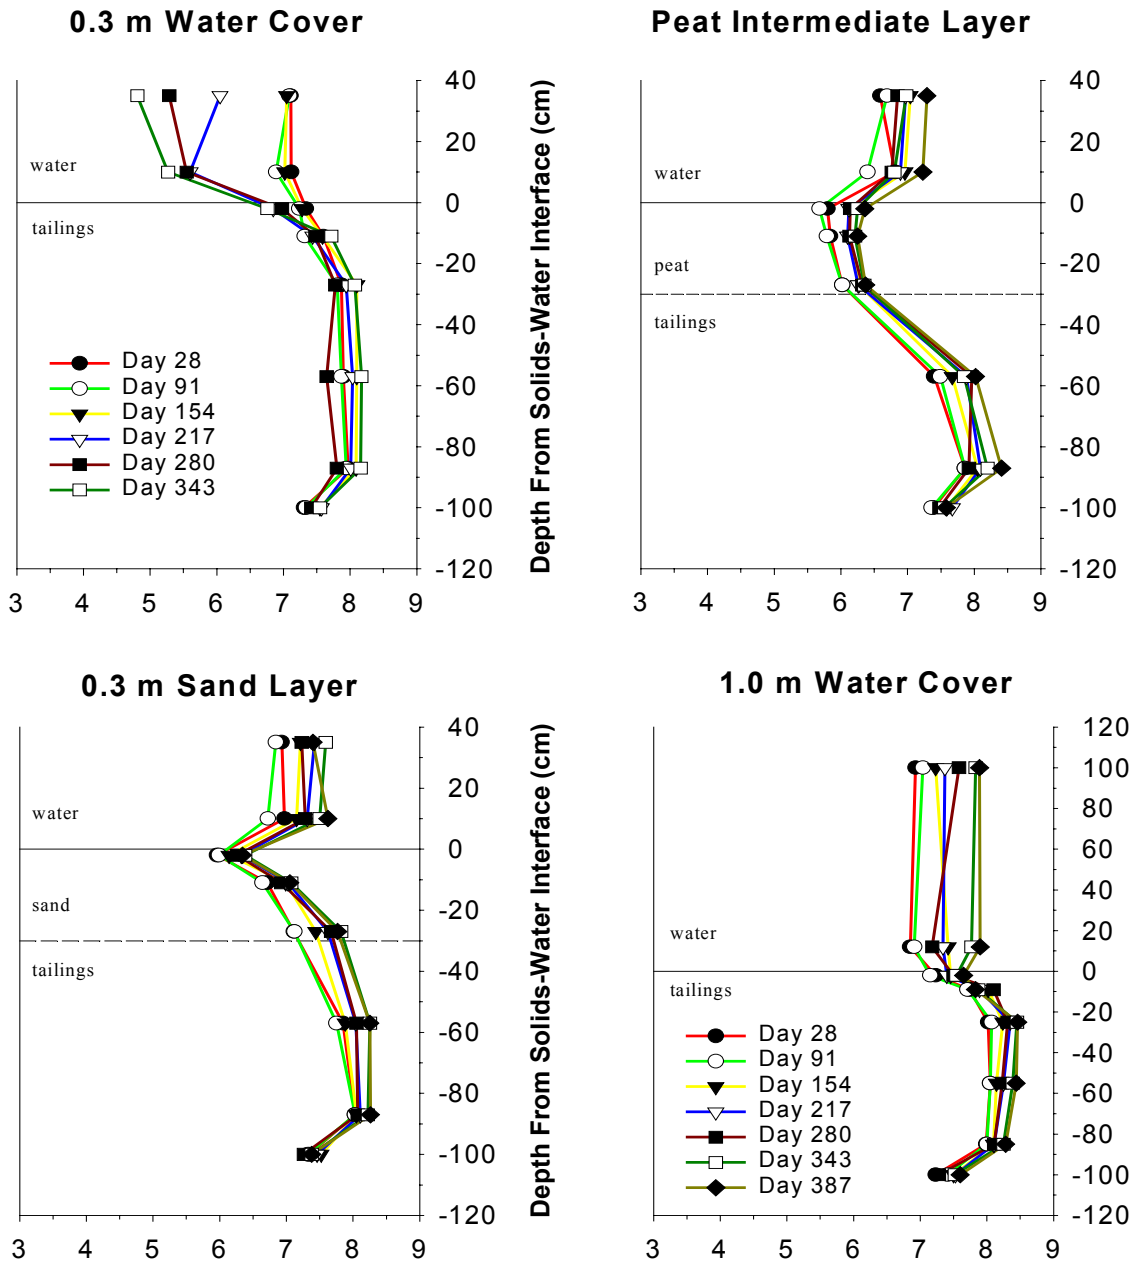 0.3 m Water Cover
Peat Intermediate Layer
40
20
0
-20
-40
-60
-80
-100
-120
water
tailings
Day 28
Day 91
Day 154
Day 217
Day 280
Day 343
3 4 5 6 7 8 9
Depth From Solids-Water Interface (cm)
water
peat
tailings
40
20
0
-20
-40
-60
-80
-100
-120
3 4 5 6 7 8 9
0.3 m Sand Layer
1.0 m Water Cover
water
sand
tailings
40
20
0
-20
-40
-60
-80
-100
-120
3 4 5 6 7 8 9
Depth From Solids-Water Interface (cm)
water
tailings
Day 28
Day 91
Day 154
Day 217
Day 280
Day 343
Day 387
120
100
80
60
40
20
0
-20
-40
-60
-80
-100
-120
3 4 5 6 7 8 9